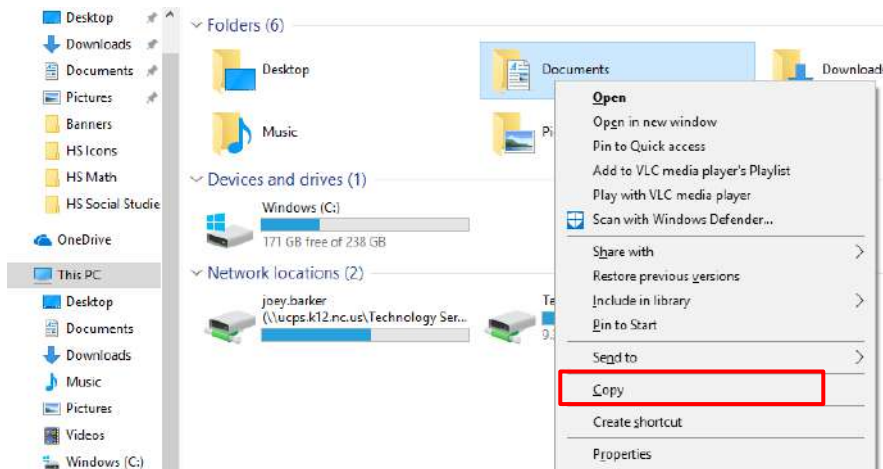 Desktop
Downloads
Documents
Pictures
Banners
HS Icons
HS Math
HS Social Studie
OneDrive
This PC
Desktop
Documents
Downloads
Music
Pictures
Videos
Windows (C:)
Folders (6)
Desktop
Documents
Download
Music
Pi
Devices and drives (1)
Windows (C:)
171 GB free of 238 GB
Network locations (2)
joey.barker
(\\ucps.k12.nc.us\Technology Ser...
Te
9.
Open
Open in new window
Pin to Quick access
Add to VLC media player's Playlist
Play with VLC media player
Scan with Windows Defender...
Share with
Restore previous versions
Include in library
Pin to Start
Send to
Copy
Create shortcut
Properties